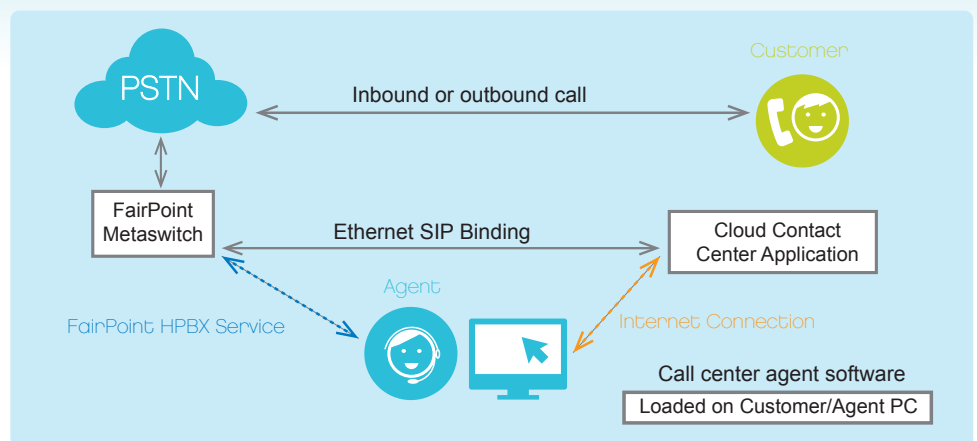 Customer
PSTN
Inbound or outbound call
FairPoint
Metaswitch
Ethernet SIP Binding
Cloud Contact
Center Application
Agent
FairPoint HPBX Service
Internet Connection
Call center agent software
Loaded on Customer/Agent PC